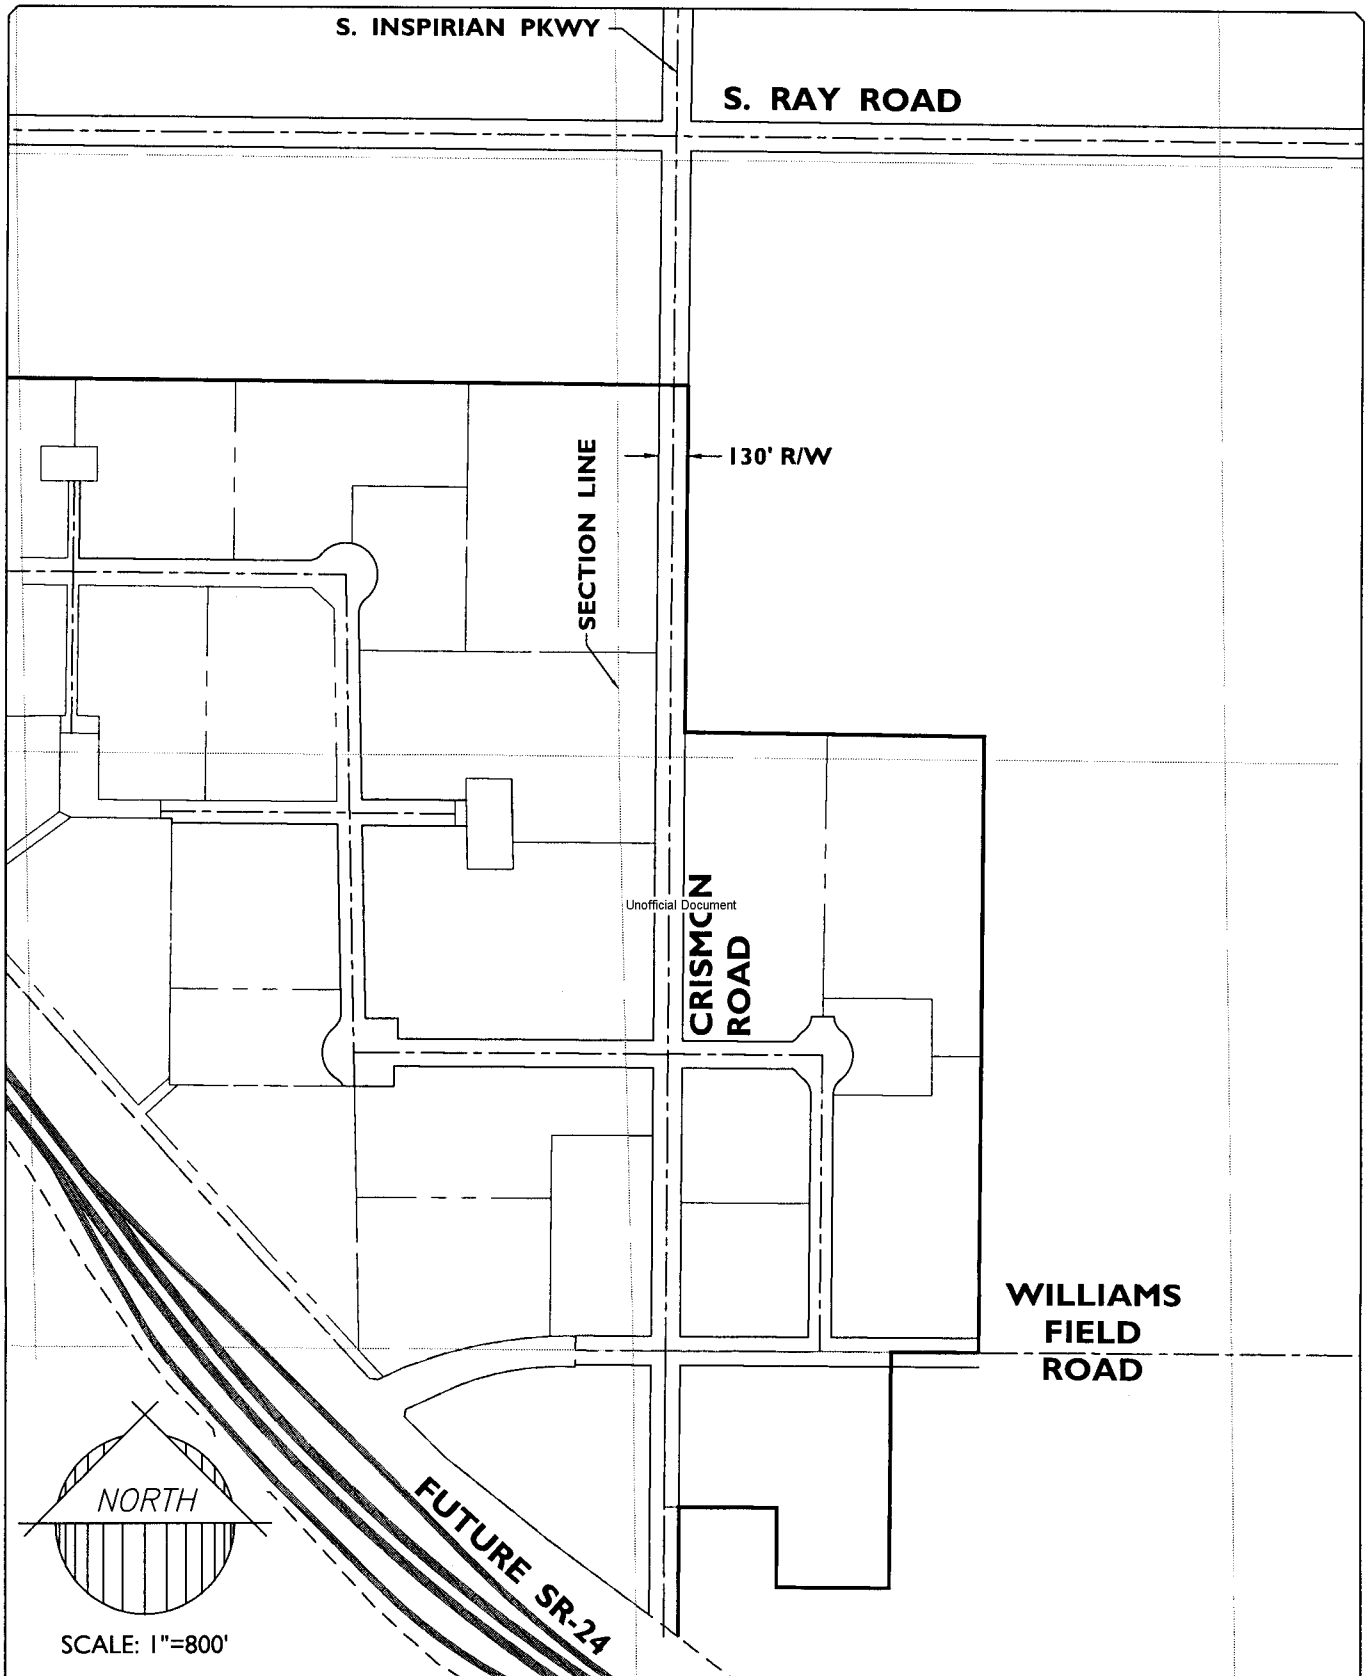 S. INSPIRIAN PKWY
S. RAY ROAD
130' R/W
SECTION LINE
Unofficial Document
CRISMON
ROAD
WILLIAMS
FIELD
ROAD
NORTH
FUTURE SR-24
SCALE: 1"=800'